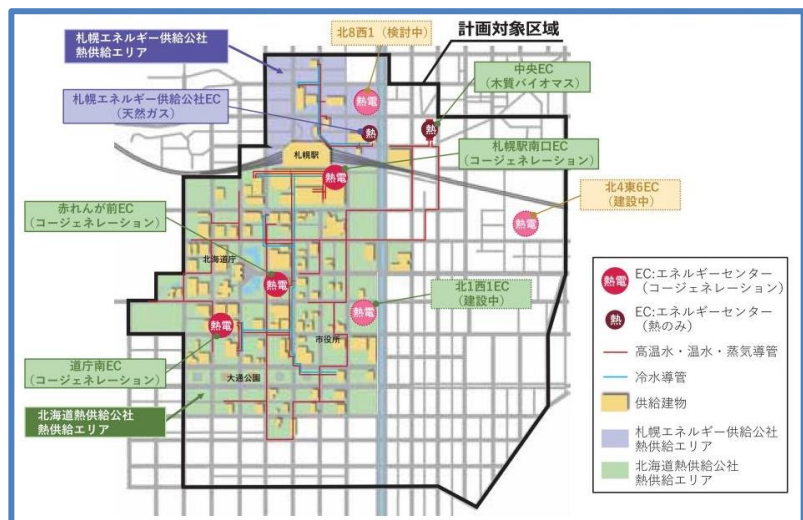 札幌エネルギー供給公社
熱供給エリア
札幌エネルギー供給公社EC
(天然ガス)
北8西1(検討中)
計画対象区域
中央EC
(木質バイオマス)
熱電
熱
熱
札幌駅
札幌駅南口EC
(コージェネレーション)
熱電
北4東6EC
(建設中)
熱電
赤れんが前EC
(コージェネレーション)
北海道庁
熱電
北1西1EC
(建設中)
熱電
熱電
市役所
道庁南EC
(コージェネレーション)
大通公園
北海道熱供給公社
熱供給エリア
熱電 EC:エネルギーセンター
(コージェネレーション)
熱 EC:エネルギーセンター
(熱のみ)
高温水・温水・蒸気導管
冷水導管
供給建物
札幌エネルギー供給公社
熱供給エリア
北海道熱供給公社
熱供給エリア